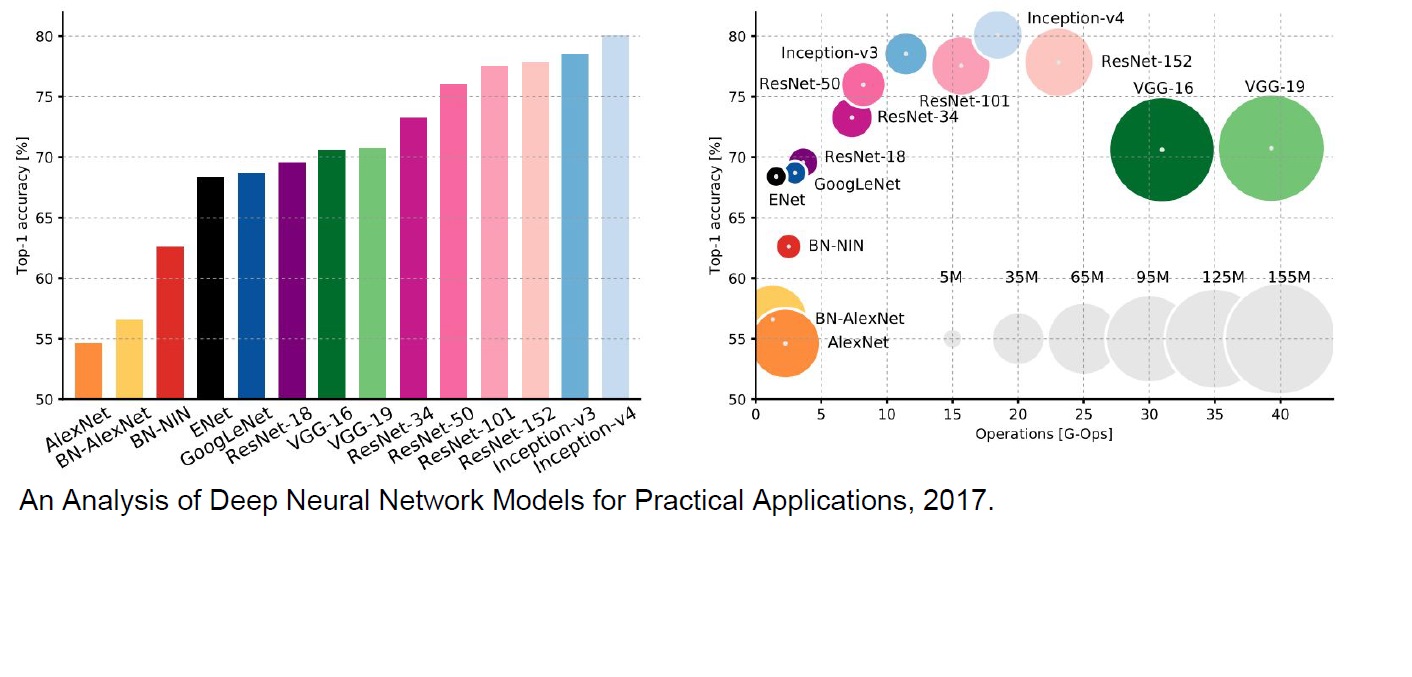 Top-1 accuracy [%]
80
75
70
65
60
55
50
AlexNet
BN-AlexNet
BN-NIN
ENet
GoogLeNet
ResNet-18
VGG-16
VGG-19
ResNet-34
ResNet-50
ResNet-101
ResNet-152
Inception-v3
Inception-v4
Top-1 accuracy [%]
80
75
70
65
60
55
50
Inception-v4
Inception-v3
ResNet-152
ResNet-50
VGG-16
VGG-19
ResNet-101
ResNet-34
ResNet-18
GoogLeNet
ENet
BN-NIN
5M 35M 65M 95M 125M 155M
BN-AlexNet
AlexNet
0 5 10 15 20 25 30 35 40
Operations [G-Ops]
An Analysis of Deep Neural Network Models for Practical Applications, 2017.